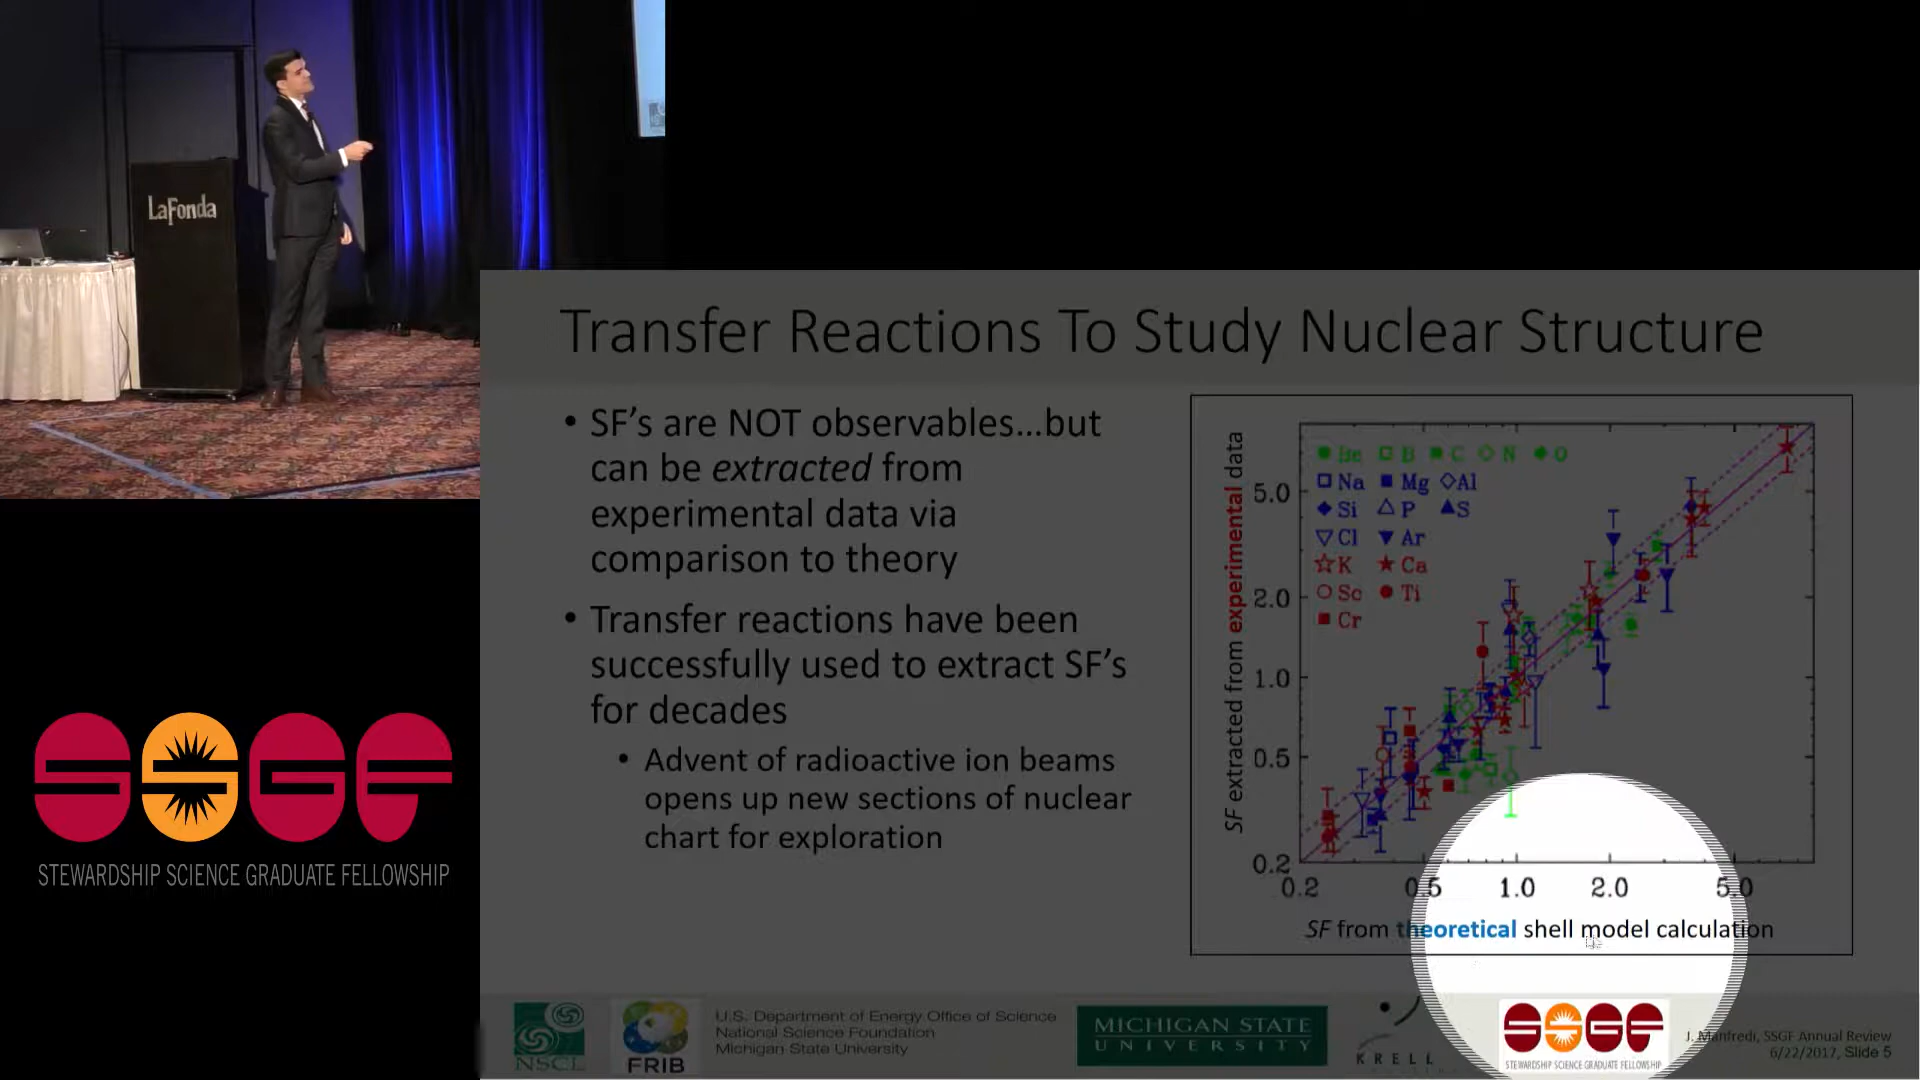 LaFonda
Transfer Reactions To Study Nuclear Structure
• SF’s are NOT observables...but
can be extracted from
experimental data via
comparison to theory
• Transfer reactions have been
successfully used to extract SF’s
for decades
• Advent of radioactive ion beams
opens up new sections of nuclear
chart for exploration
SF extracted from experimental data
Be B C N O
Na Mg Al
Si P S
Cl Ar
K Ca
Sc Ti
Cr
5.0
2.0
1.0
0.5
0.2
0.2 0.5 1.0 2.0 5.0
SF from theoretical shell model calculation
SSGF
STEWARDSHIP SCIENCE GRADUATE FELLOWSHIP
NSCL
FRIB
U.S. Department of Energy Office of Science
National Science Foundation
Michigan State University
MICHIGAN STATE
UNIVERSITY
KRELL
SSGF
STEWARDSHIP SCIENCE GRADUATE FELLOWSHIP
J. Manfredi, SSGF Annual Review
6/22/2017, Slide 5